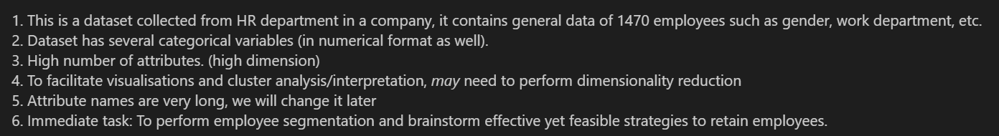 1. This is a dataset collected from HR department in a company, it contains general data of 1470 employees such as gender, work department, etc.
2. Dataset has several categorical variables (in numerical format as well).
3. High number of attributes. (high dimension)
4. To facilitate visualisations and cluster analysis/interpretation, may need to perform dimensionality reduction
5. Attribute names are very long, we will change it later
6. Immediate task: To perform employee segmentation and brainstorm effective yet feasible strategies to retain employees.